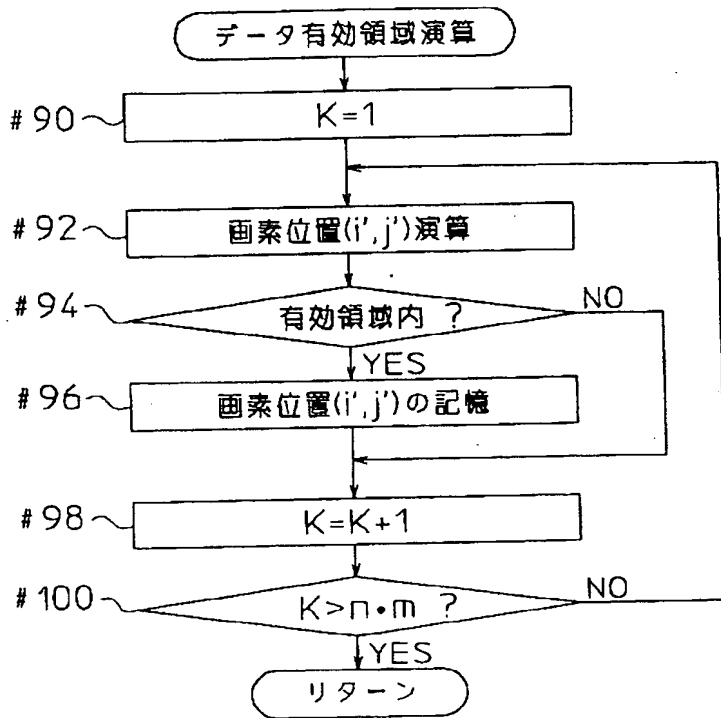 データ有効領域演算
#90
K=1
#92
画素位置(i',j')演算
#94
有効領域内 ?
NO
YES
#96
画素位置(i',j')の記憶
#98
K=K+1
#100
K>n・m ?
NO
YES
リターン